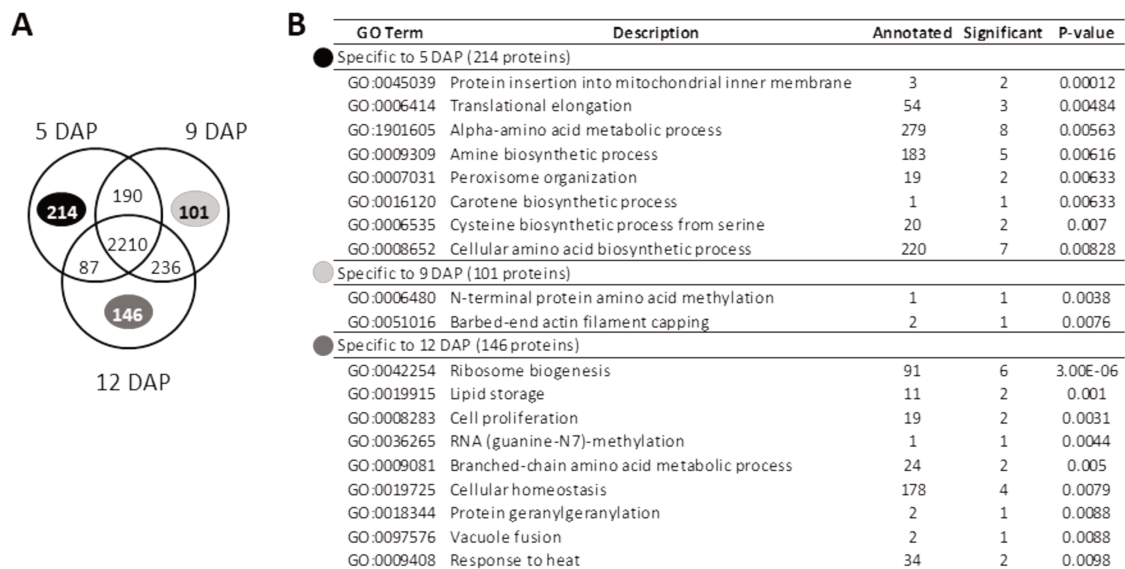 A
5 DAP
9 DAP
190
214
101
2210
87
236
146
12 DAP
B
GO Term Description Annotated Significant P-value
Specific to 5 DAP (214 proteins)
GO:0045039 Protein insertion into mitochondrial inner membrane 3 2 0.00012
GO:0006414 Translational elongation 54 3 0.00484
GO:1901605 Alpha-amino acid metabolic process 279 8 0.00563
GO:0009309 Amine biosynthetic process 183 5 0.00616
GO:0007031 Peroxisome organization 19 2 0.00633
GO:0016120 Carotene biosynthetic process 1 1 0.00633
GO:0006535 Cysteine biosynthetic process from serine 20 2 0.007
GO:0008652 Cellular amino acid biosynthetic process 220 7 0.00828
Specific to 9 DAP (101 proteins)
GO:0006480 N-terminal protein amino acid methylation 1 1 0.0038
GO:0051016 Barbed-end actin filament capping 2 1 0.0076
Specific to 12 DAP (146 proteins)
GO:0042254 Ribosome biogenesis 91 6 3.00E-06
GO:0019915 Lipid storage 11 2 0.001
GO:0008283 Cell proliferation 19 2 0.0031
GO:0036265 RNA (guanine-N7)-methylation 1 1 0.0044
GO:0009081 Branched-chain amino acid metabolic process 24 2 0.005
GO:0019725 Cellular homeostasis 178 4 0.0079
GO:0018344 Protein geranylgeranylation 2 1 0.0088
GO:0097576 Vacuole fusion 2 1 0.0088
GO:0009408 Response to heat 34 2 0.0098